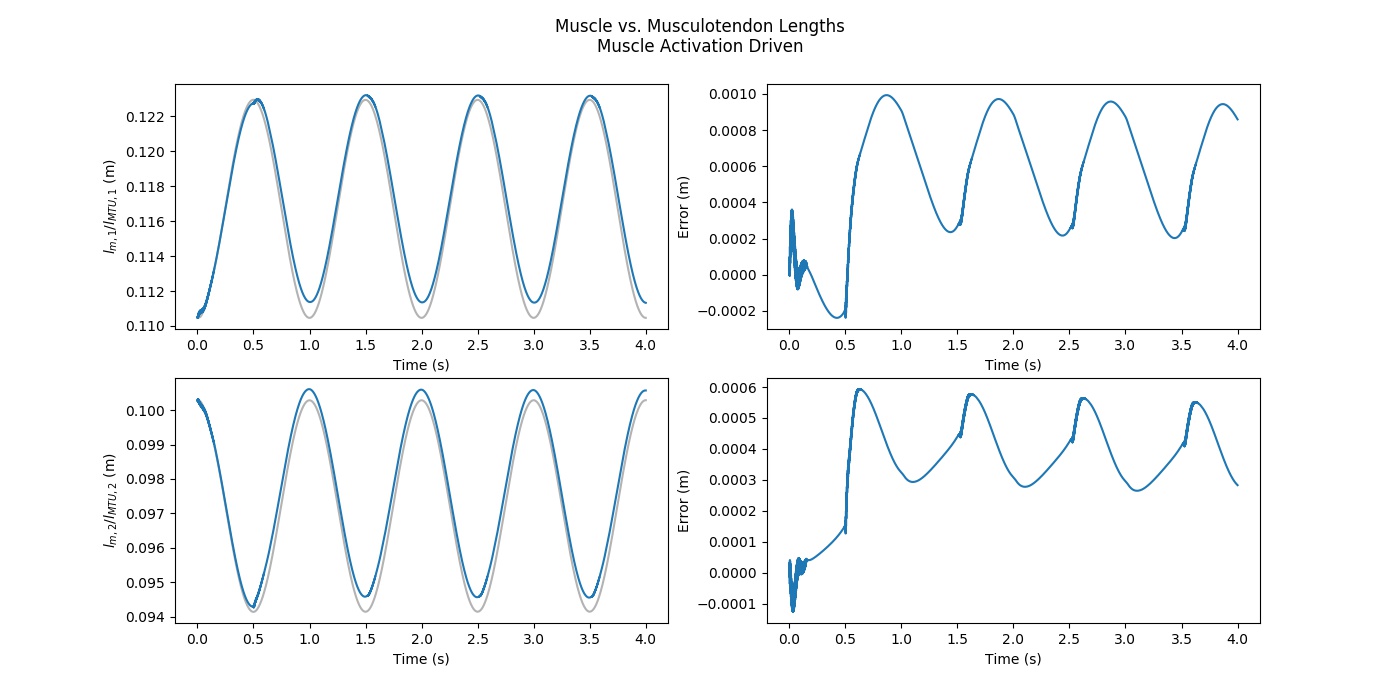 Muscle vs. Musculotendon Lengths
Muscle Activation Driven
l_{m,1}/l_{MTU,1} (m)
0.122
0.120
0.118
0.116
0.114
0.112
0.110
0.0 0.5 1.0 1.5 2.0 2.5 3.0 3.5 4.0
Time (s)
Error (m)
0.0010
0.0008
0.0006
0.0004
0.0002
0.0000
−0.0002
0.0 0.5 1.0 1.5 2.0 2.5 3.0 3.5 4.0
Time (s)
l_{m,2}/l_{MTU,2} (m)
0.100
0.099
0.098
0.097
0.096
0.095
0.094
0.0 0.5 1.0 1.5 2.0 2.5 3.0 3.5 4.0
Time (s)
Error (m)
0.0006
0.0005
0.0004
0.0003
0.0002
0.0001
0.0000
−0.0001
0.0 0.5 1.0 1.5 2.0 2.5 3.0 3.5 4.0
Time (s)